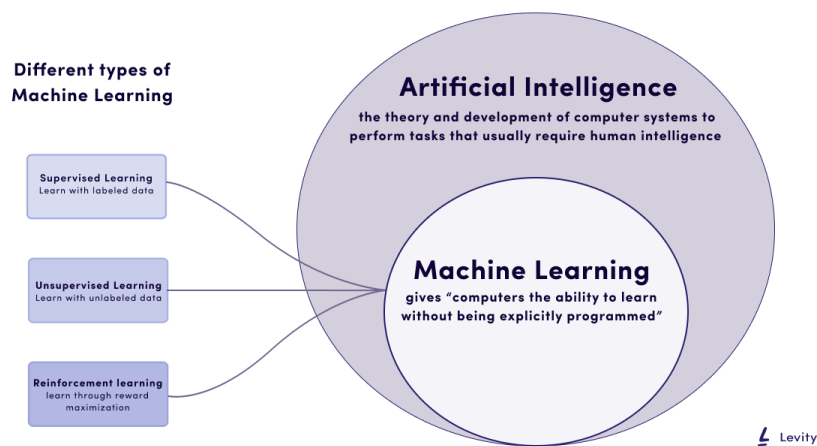 Different types of
Machine Learning
Supervised Learning
Learn with labeled data
Unsupervised Learning
Learn with unlabeled data
Reinforcement learning
learn through reward
maximization
Artificial Intelligence
the theory and development of computer systems to
perform tasks that usually require human intelligence
Machine Learning
gives “computers the ability to learn
without being explicitly programmed”
Levity